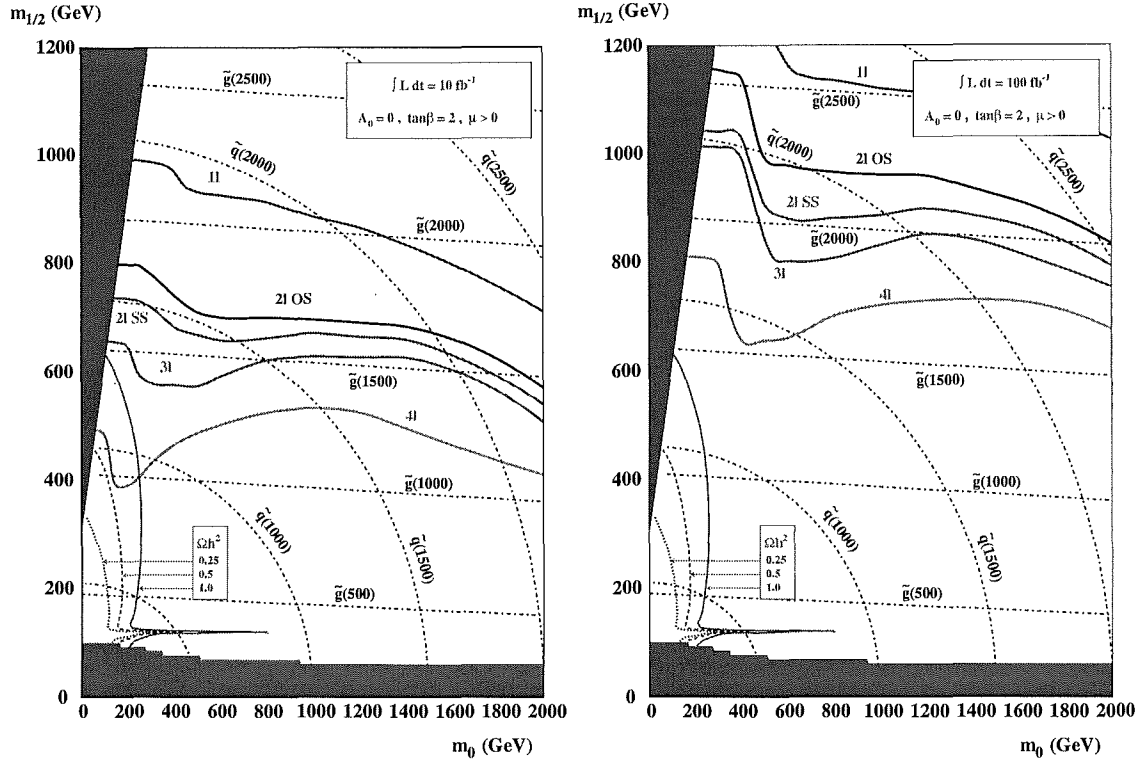 m1/2 (GeV)
1200
1000
800
600
400
200
0
∫ L dt = 10 fb-1
A0 = 0 , tanβ = 2 , μ > 0
g̃(2500)
q̃(2000)
q̃(2500)
1l
g̃(2000)
2l OS
2l SS
3l
g̃(1500)
4l
g̃(1000)
q̃(1000)
q̃(1500)
Ωh2
0.25
0.5
1.0
g̃(500)
0 200 400 600 800 1000 1200 1400 1600 1800 2000
m0 (GeV)
m1/2 (GeV)
1200
1000
800
600
400
200
0
∫ L dt = 100 fb-1
A0 = 0 , tanβ = 2 , μ > 0
1l
g̃(2500)
q̃(2000)
2l OS
q̃(2500)
2l SS
g̃(2000)
3l
4l
g̃(1500)
g̃(1000)
q̃(1000)
q̃(1500)
Ωh2
0.25
0.5
1.0
g̃(500)
0 200 400 600 800 1000 1200 1400 1600 1800 2000
m0 (GeV)